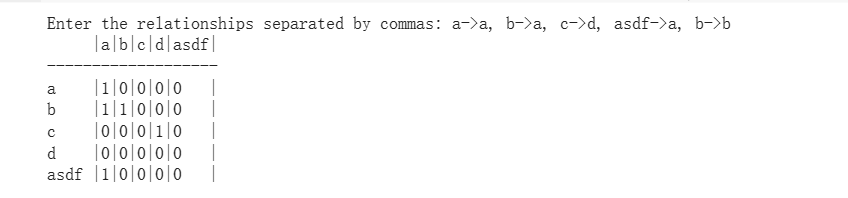 Enter the relationships separated by commas: a->a, b->a, c->d, asdf->a, b->b
     |a|b|c|d|asdf|
-------------------
a    |1|0|0|0|0   |
b    |1|1|0|0|0   |
c    |0|0|0|1|0   |
d    |0|0|0|0|0   |
asdf |1|0|0|0|0   |